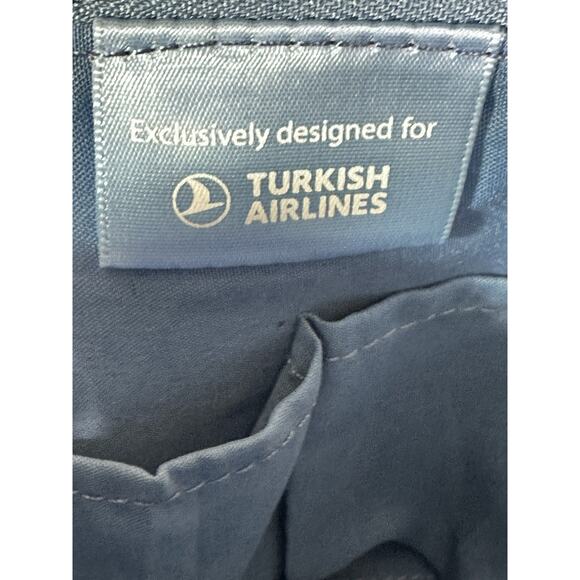 Exclusively designed for
TURKISH
AIRLINES